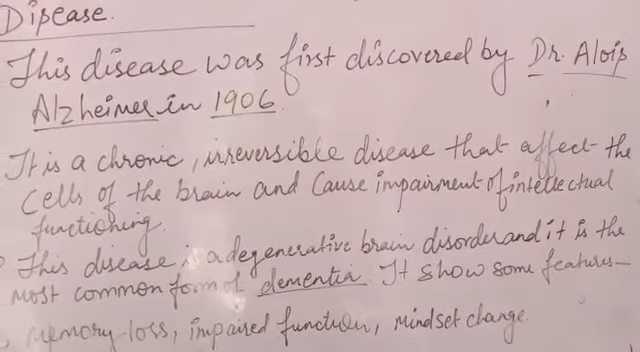 Disease.
This disease was first discovered by Dr. Alois
Alzheimer in 1906
It is a chronic, irreversible disease that affect the
cells of the brain and cause impairment of intellectual
functioning.
This disease is a degenerative brain disorder and it is the
most common form of dementia. It show some features-
memory loss, impaired function, Mindset change.